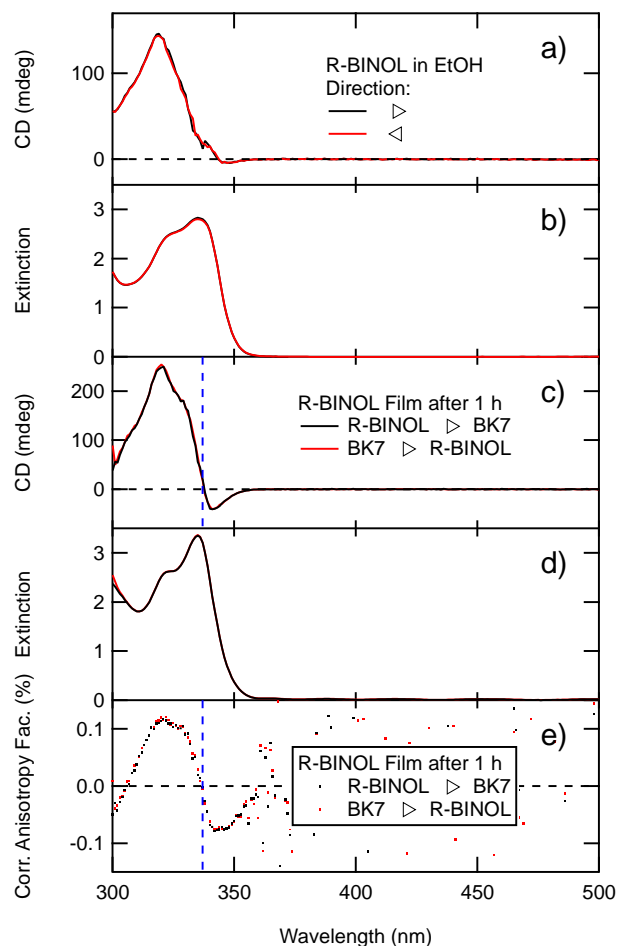 a)
R-BINOL in EtOH
Direction:
▷
◁
CD (mdeg)
100
0
b)
Extinction
3
2
1
0
c)
R-BINOL Film after 1 h
R-BINOL ▷ BK7
BK7 ▷ R-BINOL
CD (mdeg)
200
100
0
d)
Extinction
3
2
1
0
e)
R-BINOL Film after 1 h
R-BINOL ▷ BK7
BK7 ▷ R-BINOL
Corr. Anisotropy Fac. (%)
0.1
0.0
-0.1
300 350 400 450 500
Wavelength (nm)